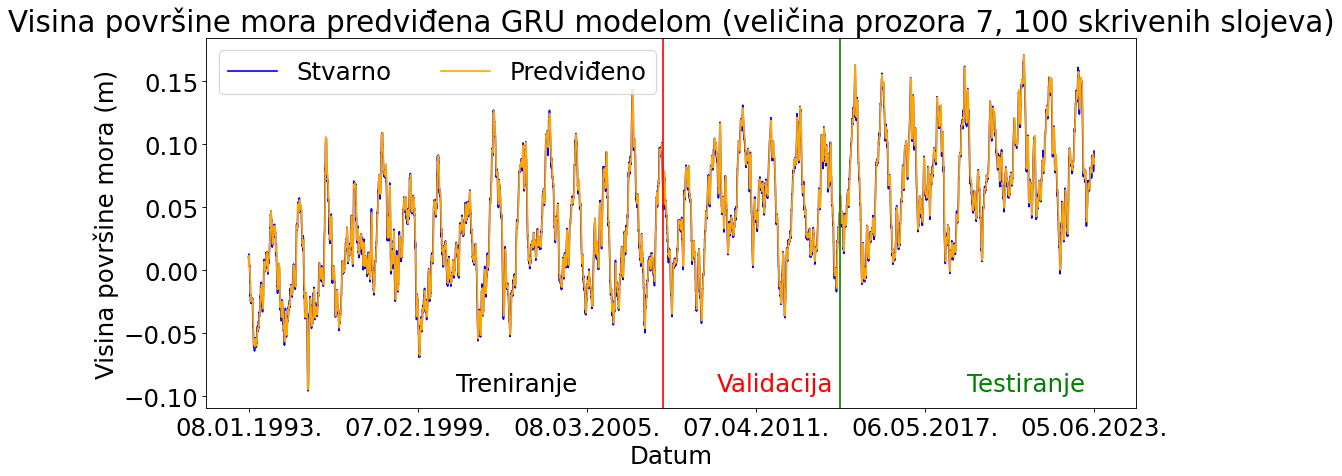 Visina površine mora predviđena GRU modelom (veličina prozora 7, 100 skrivenih slojeva)
Stvarno Predviđeno
Visina površine mora (m)
0.15
0.10
0.05
0.00
−0.05
−0.10
Treniranje Validacija Testiranje
08.01.1993. 07.02.1999. 08.03.2005. 07.04.2011. 06.05.2017. 05.06.2023.
Datum